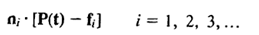 nᵢ · [P(t) − fᵢ]  i = 1, 2, 3,...